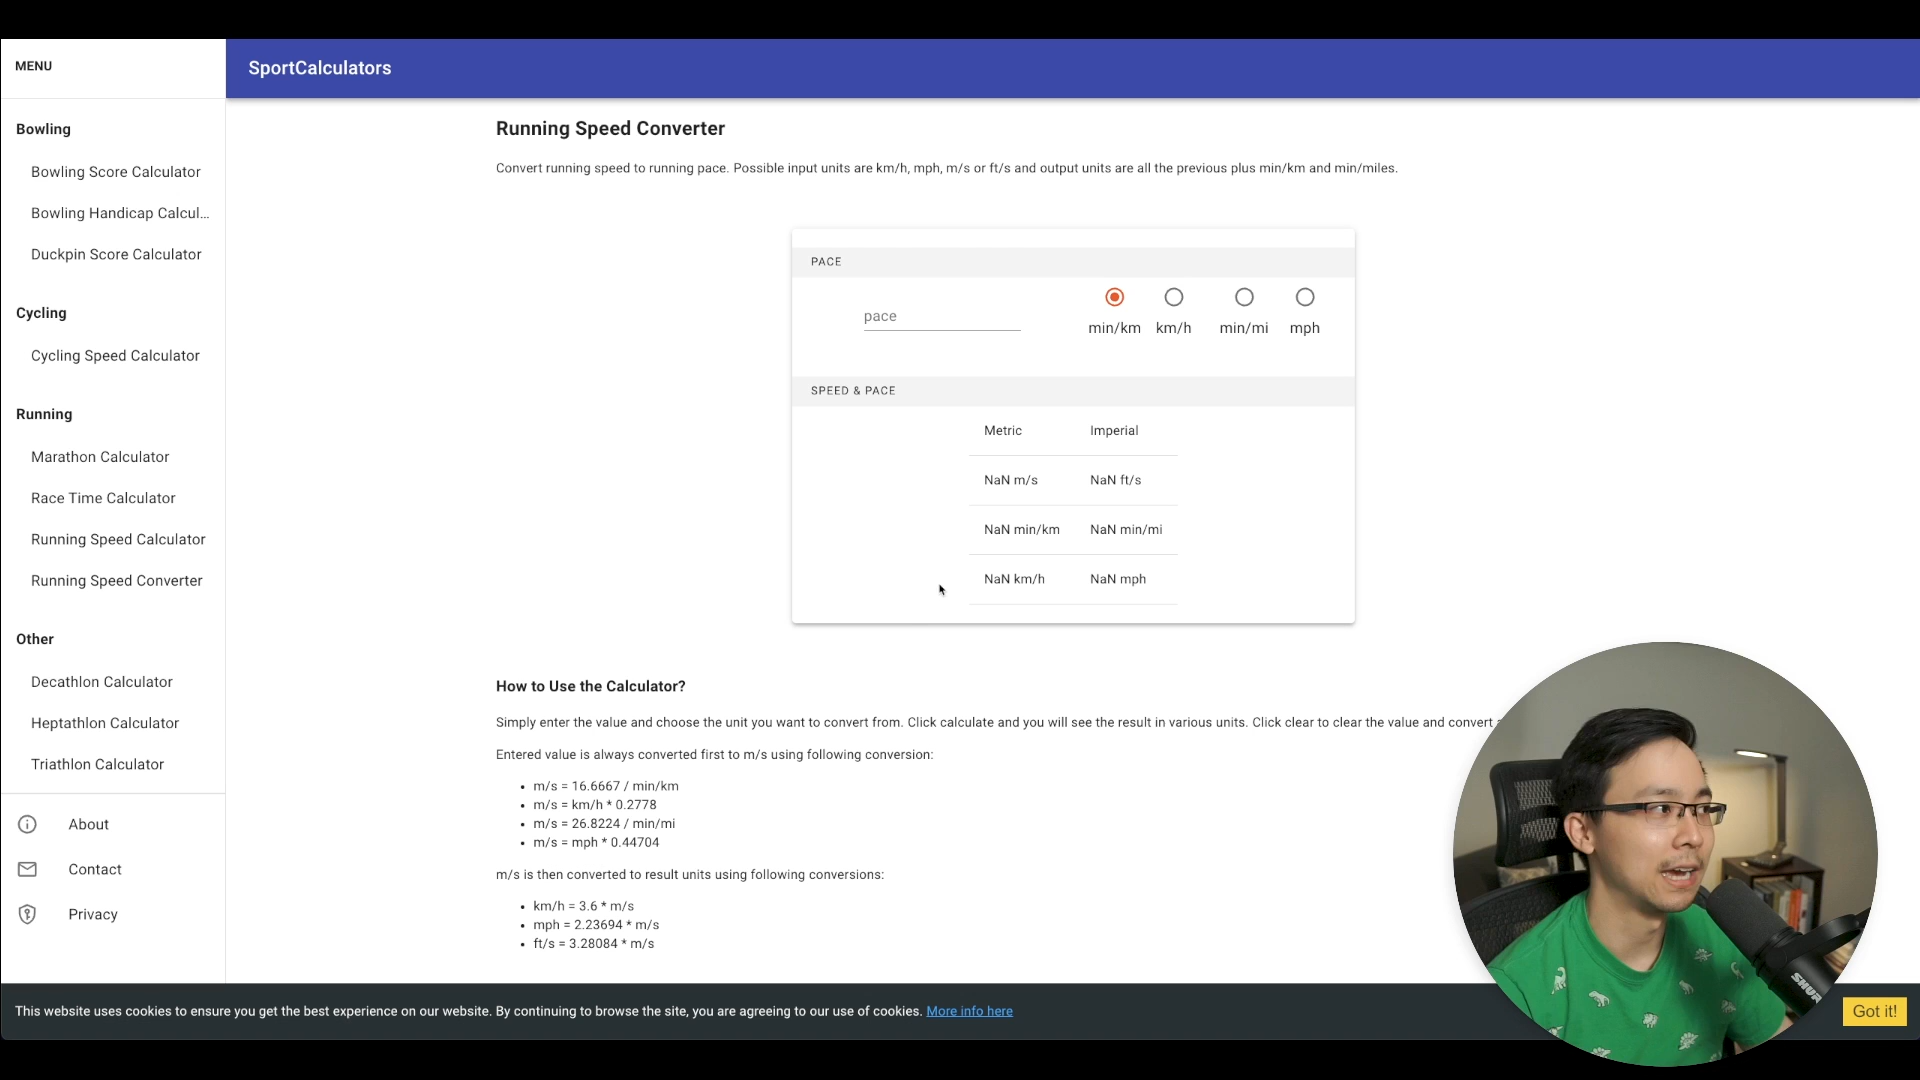 MENU
SportCalculators
Bowling
Bowling Score Calculator
Bowling Handicap Calcul...
Duckpin Score Calculator
Cycling
Cycling Speed Calculator
Running
Marathon Calculator
Race Time Calculator
Running Speed Calculator
Running Speed Converter
Other
Decathlon Calculator
Heptathlon Calculator
Triathlon Calculator
About
Contact
Privacy
Running Speed Converter
Convert running speed to running pace. Possible input units are km/h, mph, m/s or ft/s and output units are all the previous plus min/km and min/miles.
PACE
pace
min/km km/h min/mi mph
SPEED & PACE
Metric Imperial
NaN m/s NaN ft/s
NaN min/km NaN min/mi
NaN km/h NaN mph
How to Use the Calculator?
Simply enter the value and choose the unit you want to convert from. Click calculate and you will see the result in various units. Click clear to clear the value and convert
Entered value is always converted first to m/s using following conversion:
• m/s = 16.6667 / min/km
• m/s = km/h * 0.2778
• m/s = 26.8224 / min/mi
• m/s = mph * 0.44704
m/s is then converted to result units using following conversions:
• km/h = 3.6 * m/s
• mph = 2.23694 * m/s
• ft/s = 3.28084 * m/s
SHURE
This website uses cookies to ensure you get the best experience on our website. By continuing to browse the site, you are agreeing to our use of cookies. More info here
Got it!